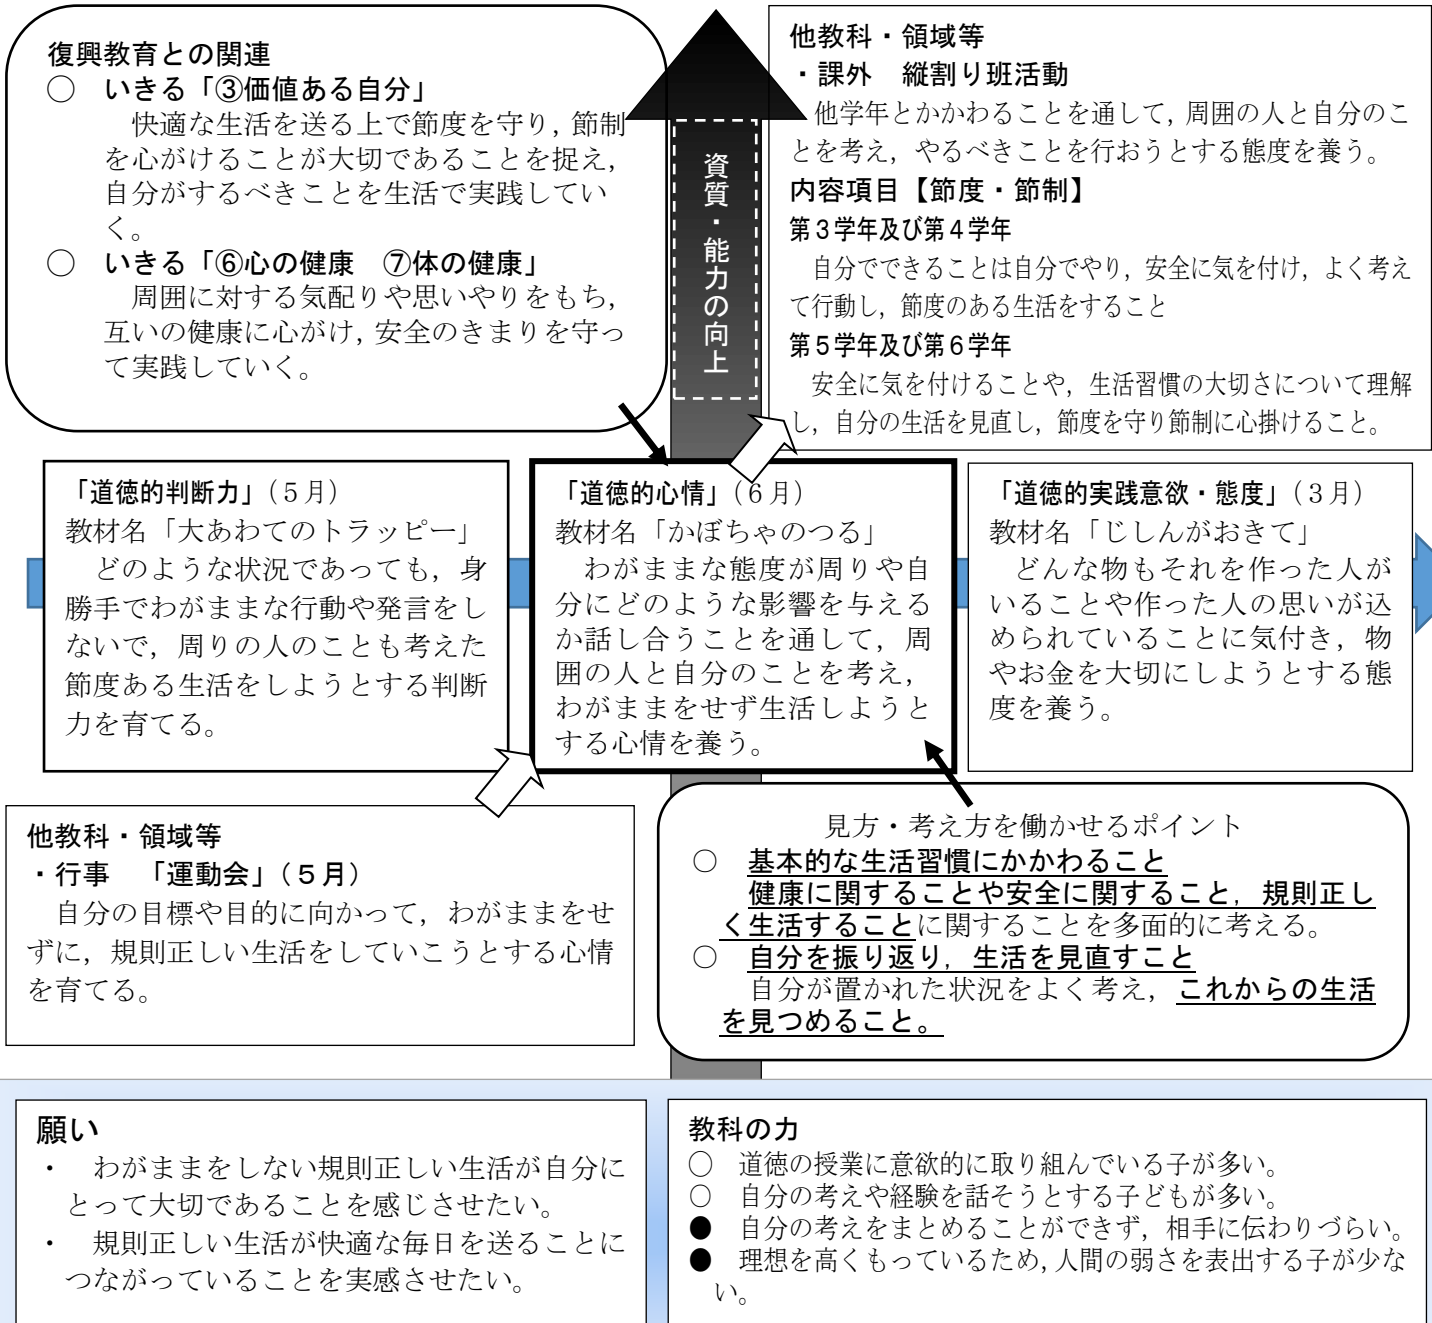 復興教育との関連
○　いきる「③価値ある自分」
快適な生活を送る上で節度を守り，節制
を心がけることが大切であることを捉え，
自分がするべきことを生活で実践してい
く。
○　いきる「⑥心の健康　⑦体の健康」
周囲に対する気配りや思いやりをもち，
互いの健康に心がけ，安全のきまりを守っ
て実践していく。
資質・能力の向上
他教科・領域等
・課外　縦割り班活動
他学年とかかわることを通して，周囲の人と自分のこ
とを考え，やるべきことを行おうとする態度を養う。
内容項目【節度・節制】
第３学年及び第４学年
自分でできることは自分でやり，安全に気を付け，よく考え
て行動し，節度のある生活をすること
第５学年及び第６学年
安全に気を付けることや，生活習慣の大切さについて理解
し，自分の生活を見直し，節度を守り節制に心掛けること。
「道徳的判断力」（５月）
教材名「大あわてのトラッピー」
どのような状況であっても，身
勝手でわがままな行動や発言をし
ないで，周りの人のことも考えた
節度ある生活をしようとする判断
力を育てる。
「道徳的心情」（６月）
教材名「かぼちゃのつる」
わがままな態度が周りや自
分にどのような影響を与える
か話し合うことを通して，周
囲の人と自分のことを考え，
わがままをせず生活しようと
する心情を養う。
「道徳的実践意欲・態度」（３月）
教材名「じしんがおきて」
どんな物もそれを作った人が
いることや作った人の思いが込
められていることに気付き，物
やお金を大切にしようとする態
度を養う。
他教科・領域等
・行事　「運動会」（５月）
自分の目標や目的に向かって，わがままをせ
ずに，規則正しい生活をしていこうとする心情
を育てる。
見方・考え方を働かせるポイント
○　基本的な生活習慣にかかわること
健康に関することや安全に関すること，規則正し
く生活することに関することを多面的に考える。
○　自分を振り返り，生活を見直すこと
自分が置かれた状況をよく考え，これからの生活
を見つめること。
願い
・　わがままをしない規則正しい生活が自分に
とって大切であることを感じさせたい。
・　規則正しい生活が快適な毎日を送ることに
つながっていることを実感させたい。
教科の力
○　道徳の授業に意欲的に取り組んでいる子が多い。
○　自分の考えや経験を話そうとする子どもが多い。
●　自分の考えをまとめることができず，相手に伝わりづらい。
●　理想を高くもっているため，人間の弱さを表出する子が少な
い。